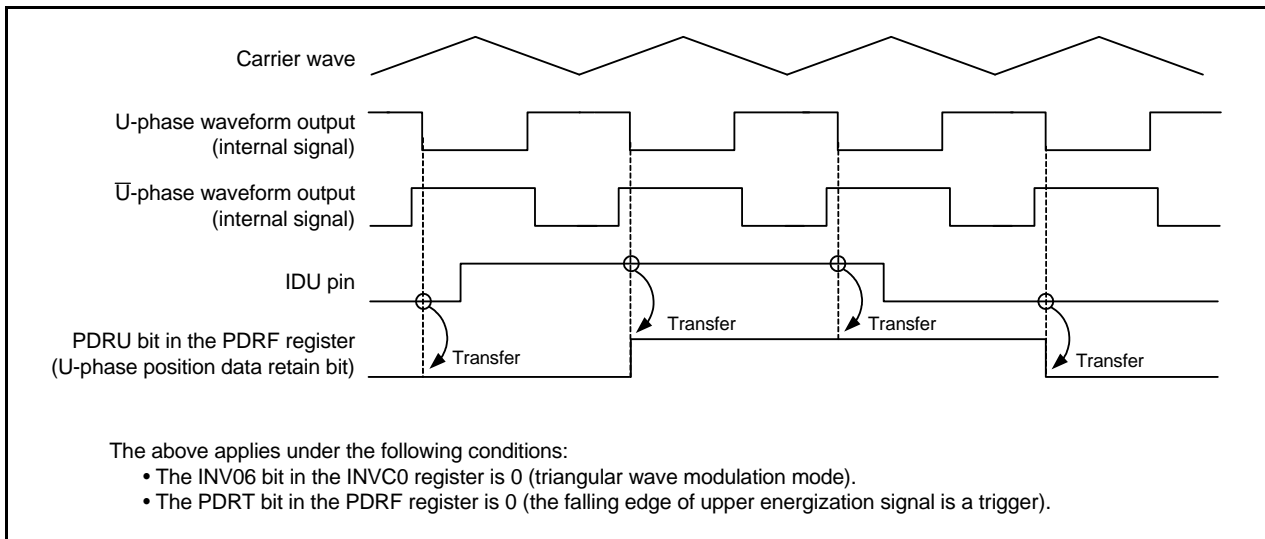 Carrier wave
U-phase waveform output
(internal signal)
U̅-phase waveform output
(internal signal)
IDU pin
PDRU bit in the PDRF register
(U-phase position data retain bit)
Transfer
Transfer
Transfer
Transfer
The above applies under the following conditions:
• The INV06 bit in the INVC0 register is 0 (triangular wave modulation mode).
• The PDRT bit in the PDRF register is 0 (the falling edge of upper energization signal is a trigger).